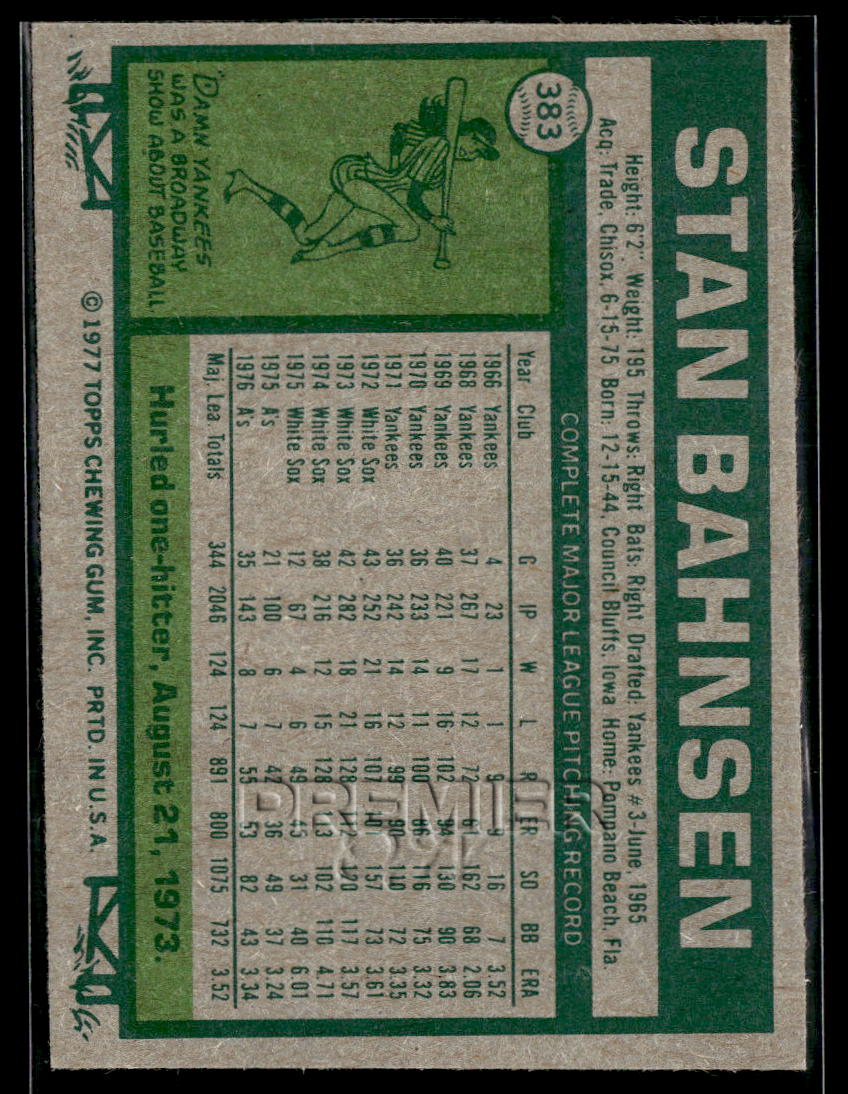 STAN BAHNSEN
Height: 6'2" Weight: 195 Throws: Right Bats: Right Drafted: Yankees #3-June, 1965
Acq: Trade, Chisox, 6-15-75 Born: 12-15-44, Council Bluffs, Iowa Home: Pompano Beach, Fla.
383
COMPLETE MAJOR LEAGUE PITCHING RECORD
Year Club G IP W L R ER SO BB ERA
1966 Yankees 4 23 1 1 9 9 16 7 3.52
1968 Yankees 37 267 17 12 72 61 162 68 2.06
1969 Yankees 40 221 9 16 102 94 130 90 3.83
1970 Yankees 36 233 14 11 100 86 116 75 3.32
1971 Yankees 36 242 14 12 99 90 110 72 3.35
1972 White Sox 43 252 21 16 107 101 157 73 3.61
1973 White Sox 42 282 18 21 128 112 120 117 3.57
1974 White Sox 38 216 12 15 128 113 102 110 4.71
1975 White Sox 12 67 4 6 49 45 31 40 6.01
1975 A's 21 100 6 7 42 36 49 37 3.24
1976 A's 35 143 8 7 55 53 82 43 3.34
Maj. Lea Totals 344 2046 124 124 891 800 1075 732 3.52
"DAMN YANKEES"
WAS A BROADWAY
SHOW ABOUT BASEBALL.
Hurled one-hitter, August 21, 1973.
© 1977 TOPPS CHEWING GUM, INC. PRTD. IN U.S.A.
PREMIER